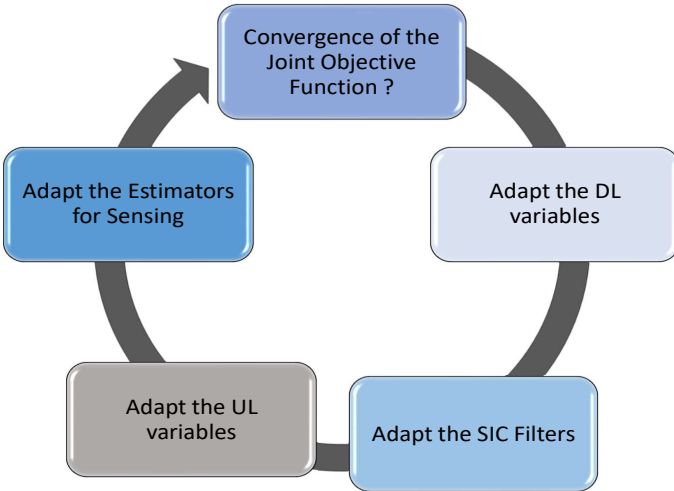 Convergence of the
Joint Objective
Function ?
Adapt the DL
variables
Adapt the SIC Filters
Adapt the UL
variables
Adapt the Estimators
for Sensing